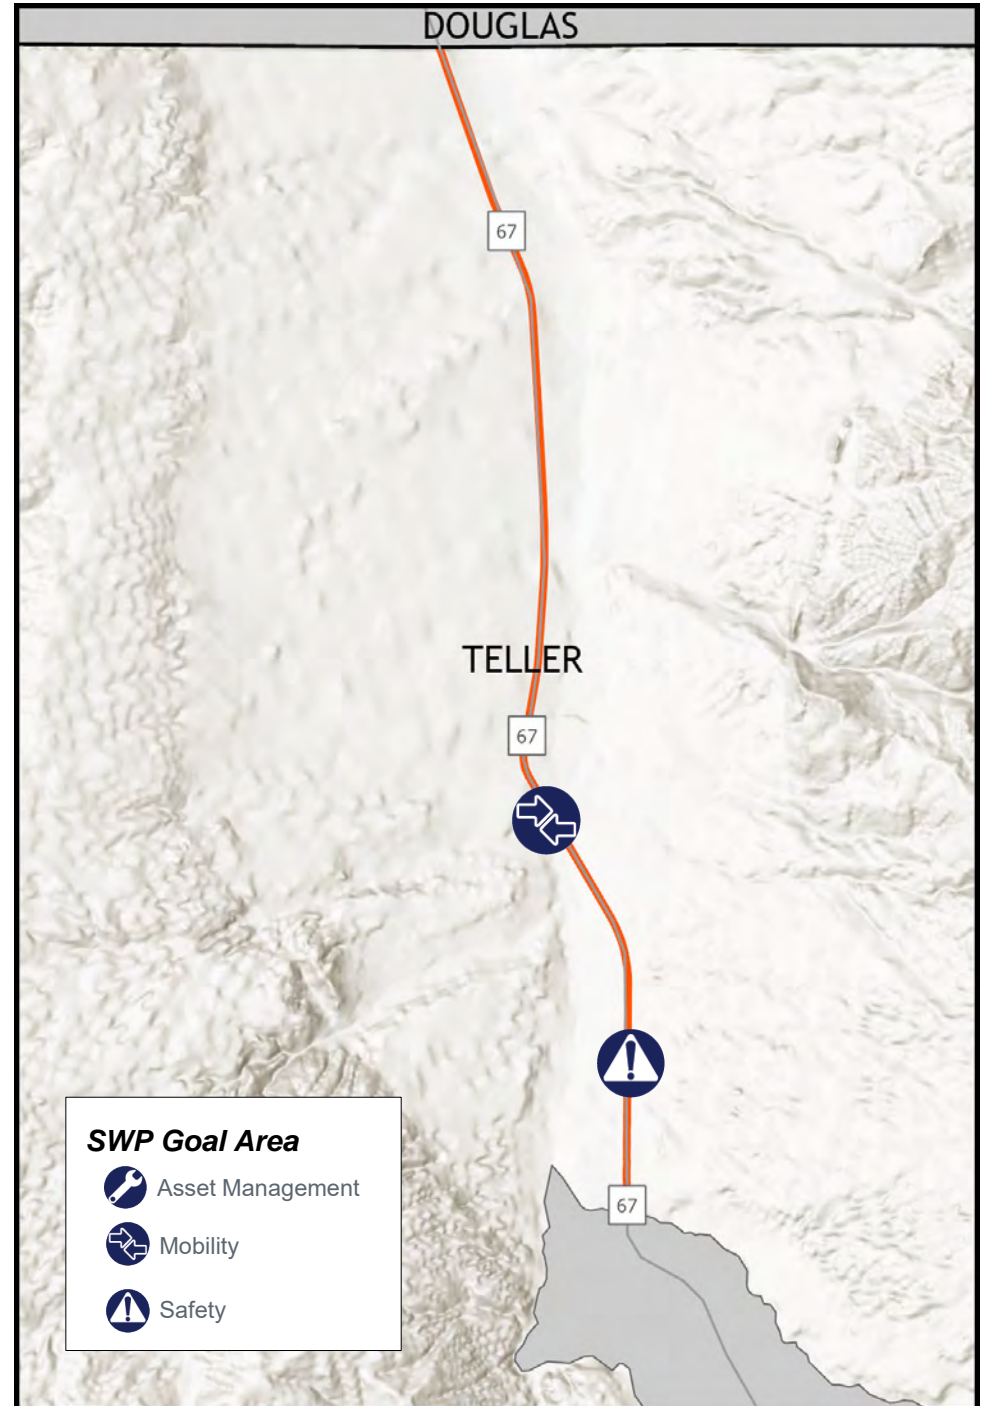 DOUGLAS
67
TELLER
67
67
SWP Goal Area
Asset Management
Mobility
Safety